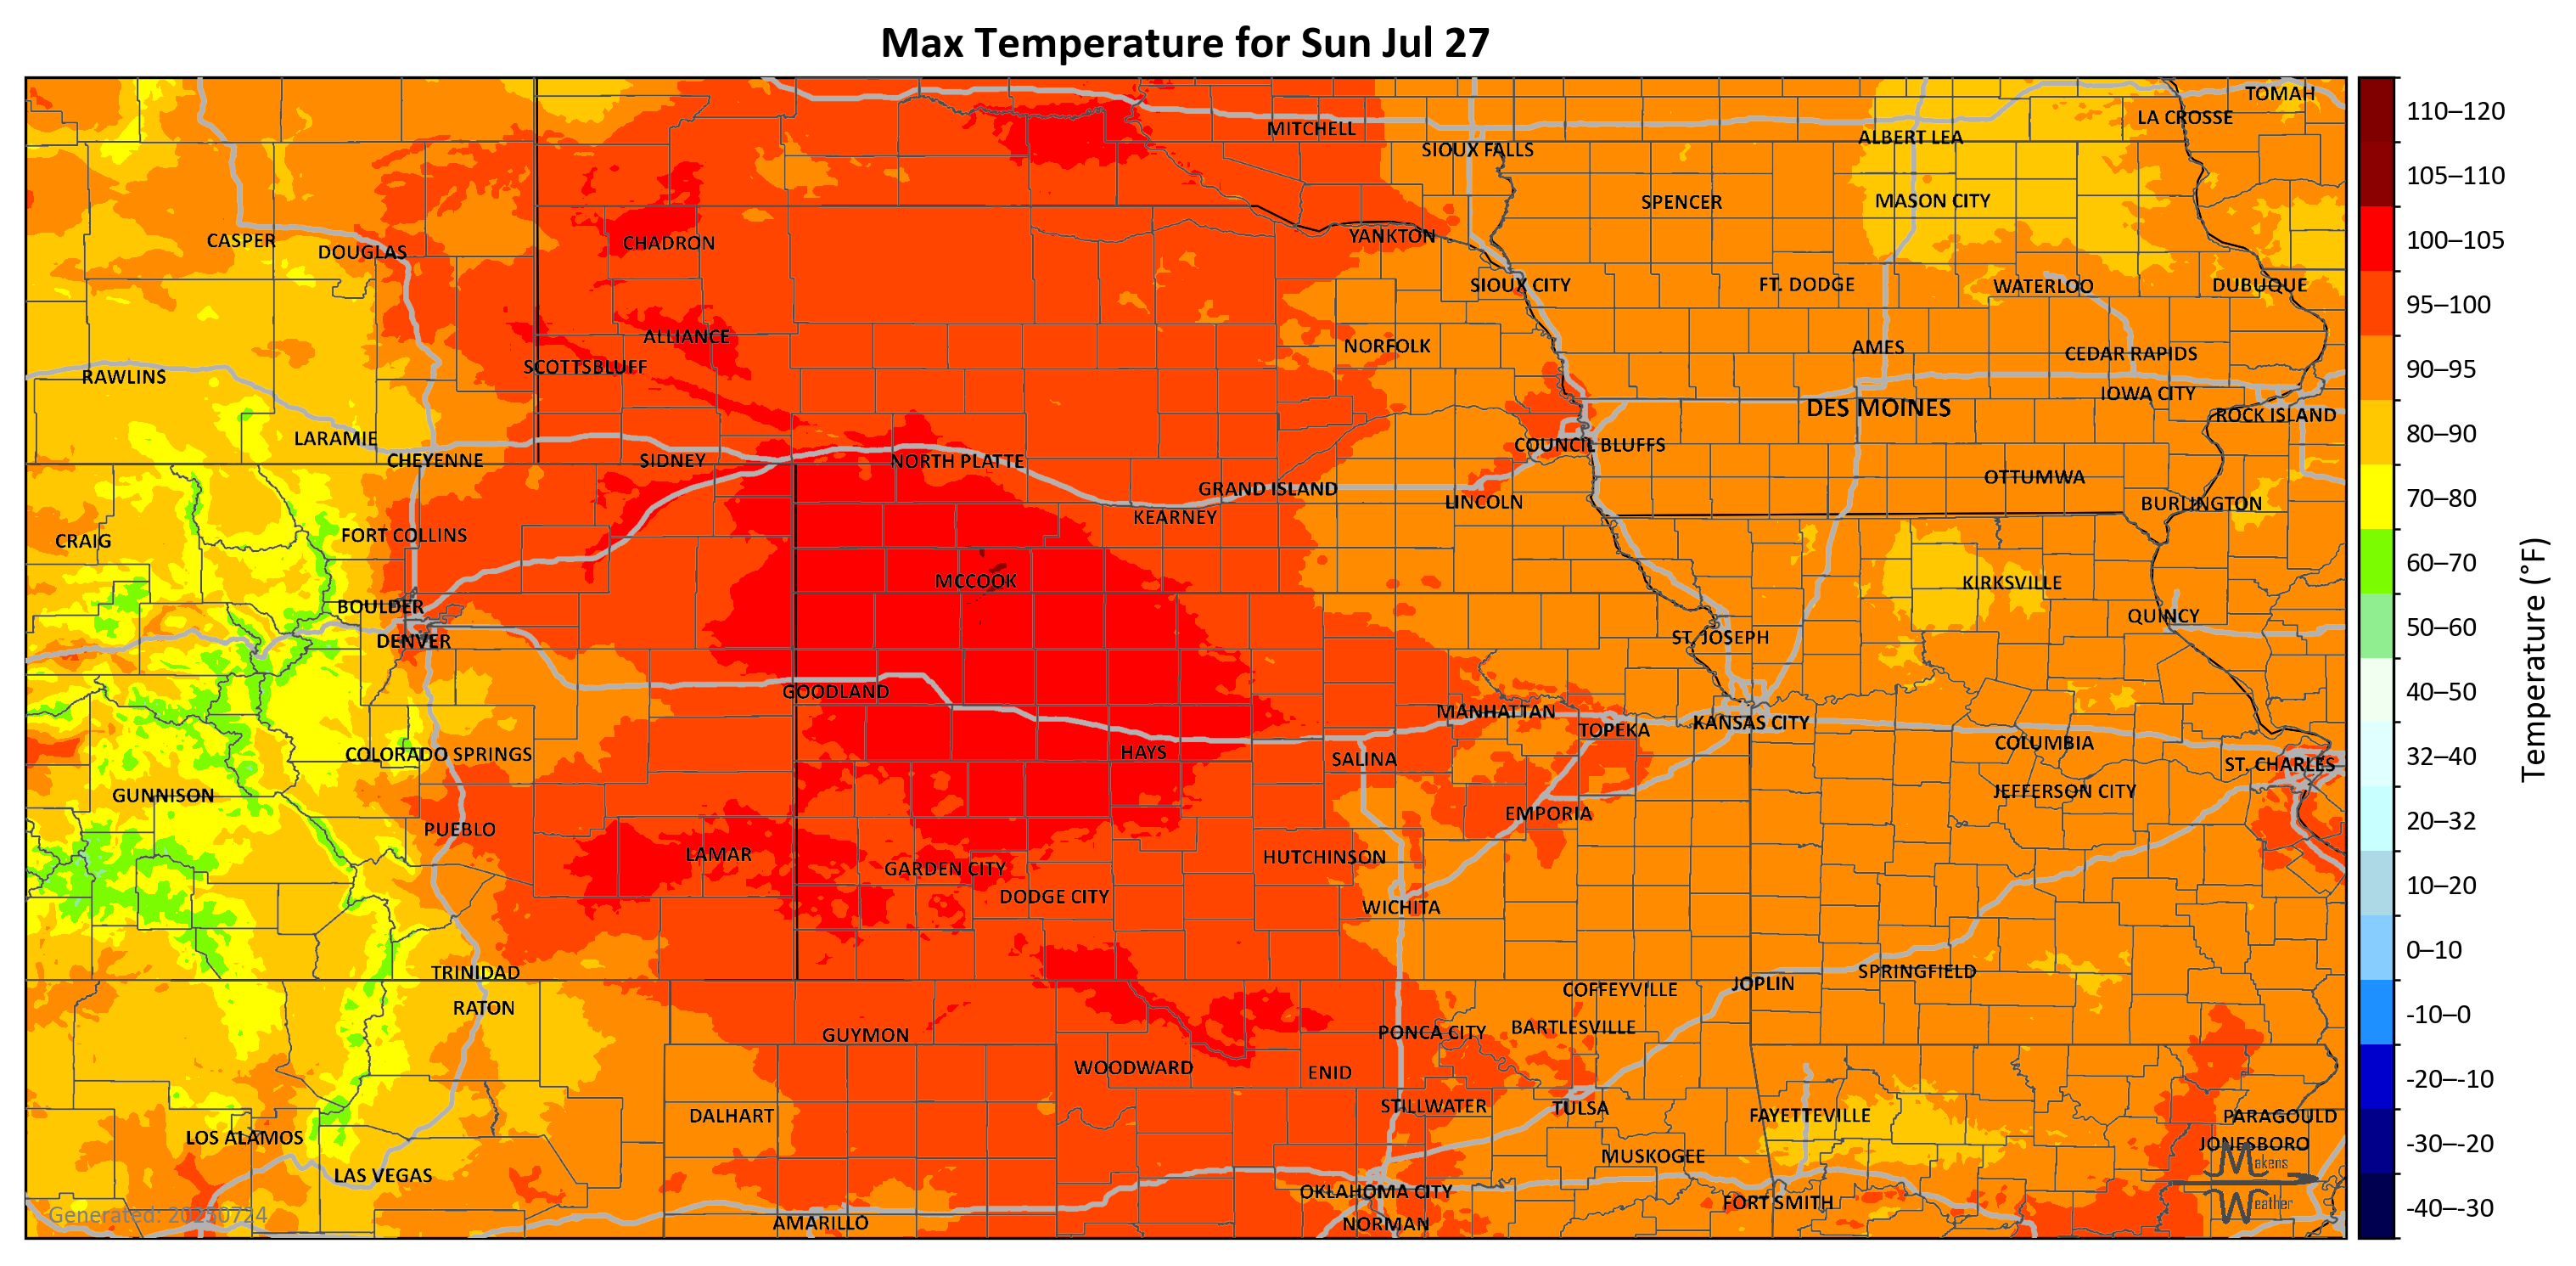 Max Temperature for Sun Jul 27
TOMAH
LA CROSSE
MITCHELL
ALBERT LEA
SIOUX FALLS
SPENCER
MASON CITY
CASPER
DOUGLAS
CHADRON
YANKTON
SIOUX CITY
FT. DODGE
WATERLOO
DUBUQUE
ALLIANCE
NORFOLK
AMES
CEDAR RAPIDS
SCOTTSBLUFF
RAWLINS
IOWA CITY
DES MOINES
ROCK ISLAND
LARAMIE
COUNCIL BLUFFS
CHEYENNE
SIDNEY
NORTH PLATTE
OTTUMWA
GRAND ISLAND
LINCOLN
BURLINGTON
KEARNEY
FORT COLLINS
CRAIG
MCCOOK
KIRKSVILLE
BOULDER
QUINCY
DENVER
ST. JOSEPH
GOODLAND
MANHATTAN
KANSAS CITY
TOPEKA
COLUMBIA
COLORADO SPRINGS
HAYS
SALINA
ST. CHARLES
GUNNISON
JEFFERSON CITY
EMPORIA
PUEBLO
LAMAR
HUTCHINSON
GARDEN CITY
DODGE CITY
WICHITA
TRINIDAD
SPRINGFIELD
JOPLIN
COFFEYVILLE
RATON
BARTLESVILLE
PONCA CITY
GUYMON
WOODWARD
ENID
STILLWATER
TULSA
DALHART
FAYETTEVILLE
PARAGOULD
LOS ALAMOS
JONESBORO
MUSKOGEE
LAS VEGAS
OKLAHOMA CITY
FORT SMITH
AMARILLO
NORMAN
Makens
Weather
Generated: 20250724
110–120
105–110
100–105
95–100
90–95
80–90
70–80
60–70
50–60
40–50
32–40
20–32
10–20
0–10
-10–0
-20–-10
-30–-20
-40–-30
Temperature (°F)